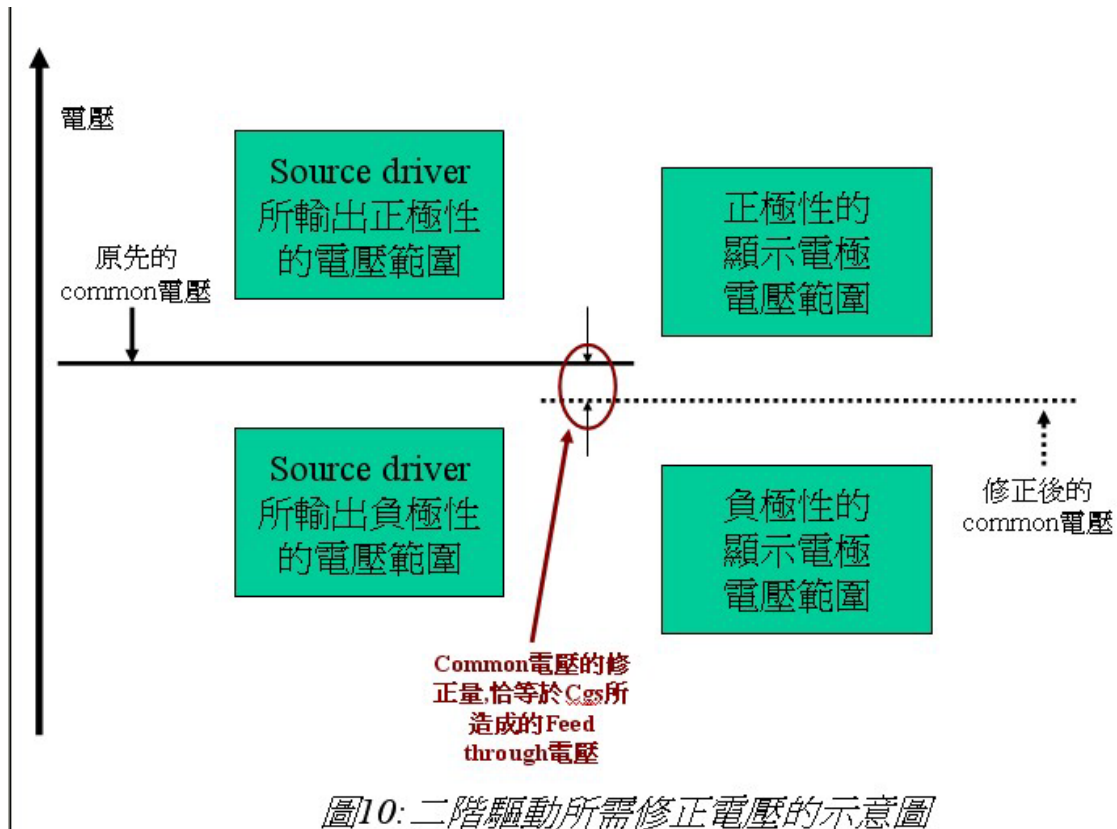 電壓
Source driver
所輸出正極性
的電壓範圍
正極性的
顯示電極
電壓範圍
原先的
common電壓
Source driver
所輸出負極性
的電壓範圍
負極性的
顯示電極
電壓範圍
修正後的
common電壓
Common電壓的修
正量,恰等於Cgs所
造成的Feed
through電壓
圖10:二階驅動所需修正電壓的示意圖